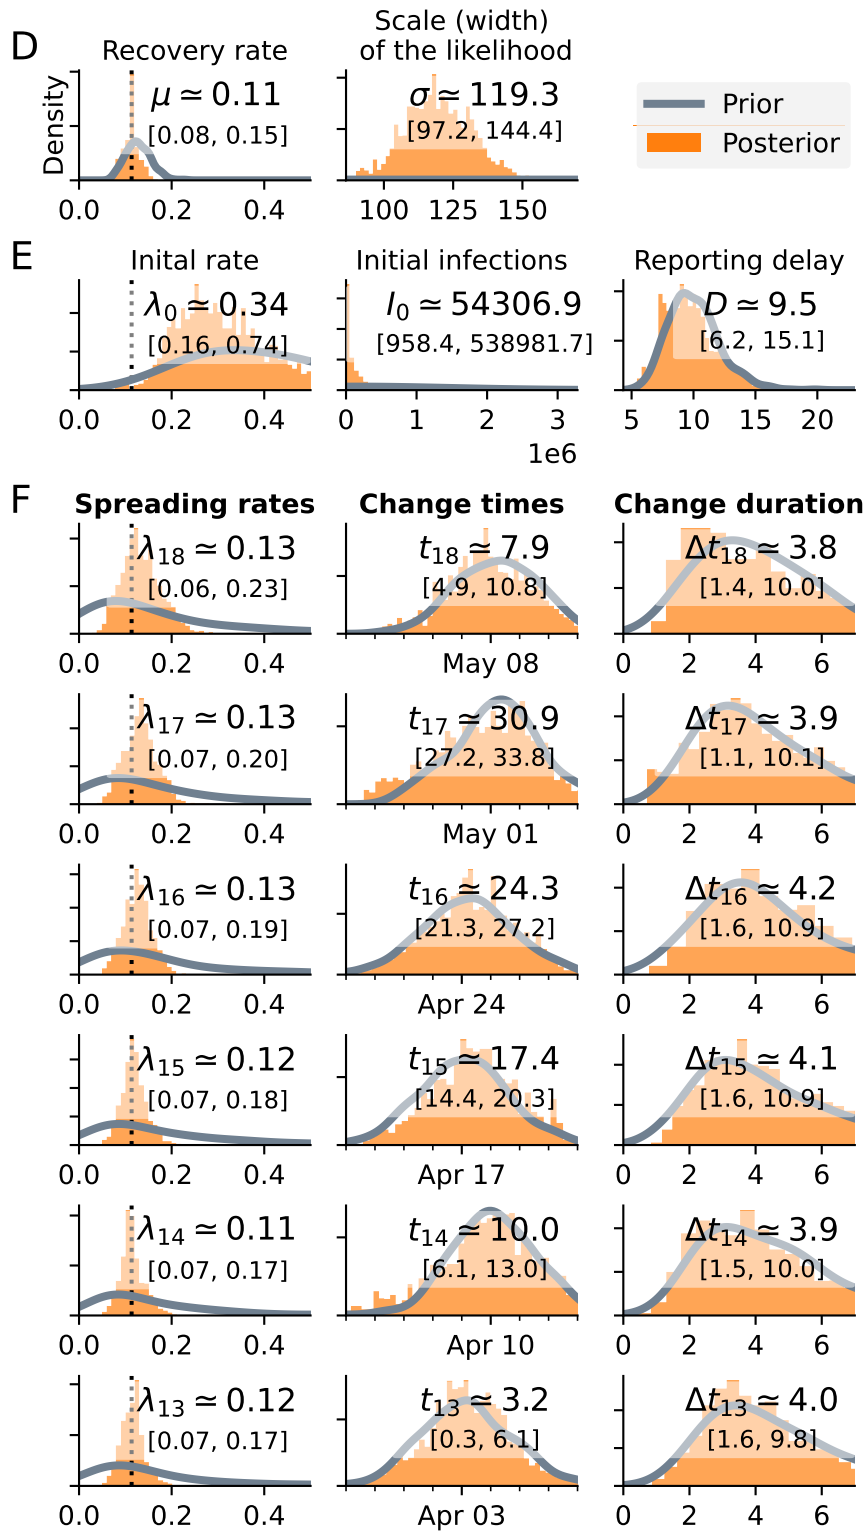 D
Recovery rate
Scale (width)
of the likelihood
Density
μ ≃ 0.11
[0.08, 0.15]
0.0 0.2 0.4
σ ≃ 119.3
[97.2, 144.4]
100 125 150
Prior
Posterior
E
Inital rate
λ₀ ≃ 0.34
[0.16, 0.74]
0.0 0.2 0.4
Initial infections
I₀ ≃ 54306.9
[958.4, 538981.7]
0 1 2 3
1e6
Reporting delay
D ≃ 9.5
[6.2, 15.1]
5 10 15 20
F
Spreading rates
Change times
Change duration
λ₁₈ ≃ 0.13
[0.06, 0.23]
0.0 0.2 0.4
t₁₈ ≃ 7.9
[4.9, 10.8]
May 08
Δt₁₈ ≃ 3.8
[1.4, 10.0]
0 2 4 6
λ₁₇ ≃ 0.13
[0.07, 0.20]
0.0 0.2 0.4
t₁₇ ≃ 30.9
[27.2, 33.8]
May 01
Δt₁₇ ≃ 3.9
[1.1, 10.1]
0 2 4 6
λ₁₆ ≃ 0.13
[0.07, 0.19]
0.0 0.2 0.4
t₁₆ ≃ 24.3
[21.3, 27.2]
Apr 24
Δt₁₆ ≃ 4.2
[1.6, 10.9]
0 2 4 6
λ₁₅ ≃ 0.12
[0.07, 0.18]
0.0 0.2 0.4
t₁₅ ≃ 17.4
[14.4, 20.3]
Apr 17
Δt₁₅ ≃ 4.1
[1.6, 10.9]
0 2 4 6
λ₁₄ ≃ 0.11
[0.07, 0.17]
0.0 0.2 0.4
t₁₄ ≃ 10.0
[6.1, 13.0]
Apr 10
Δt₁₄ ≃ 3.9
[1.5, 10.0]
0 2 4 6
λ₁₃ ≃ 0.12
[0.07, 0.17]
0.0 0.2 0.4
t₁₃ ≃ 3.2
[0.3, 6.1]
Apr 03
Δt₁₃ ≃ 4.0
[1.6, 9.8]
0 2 4 6